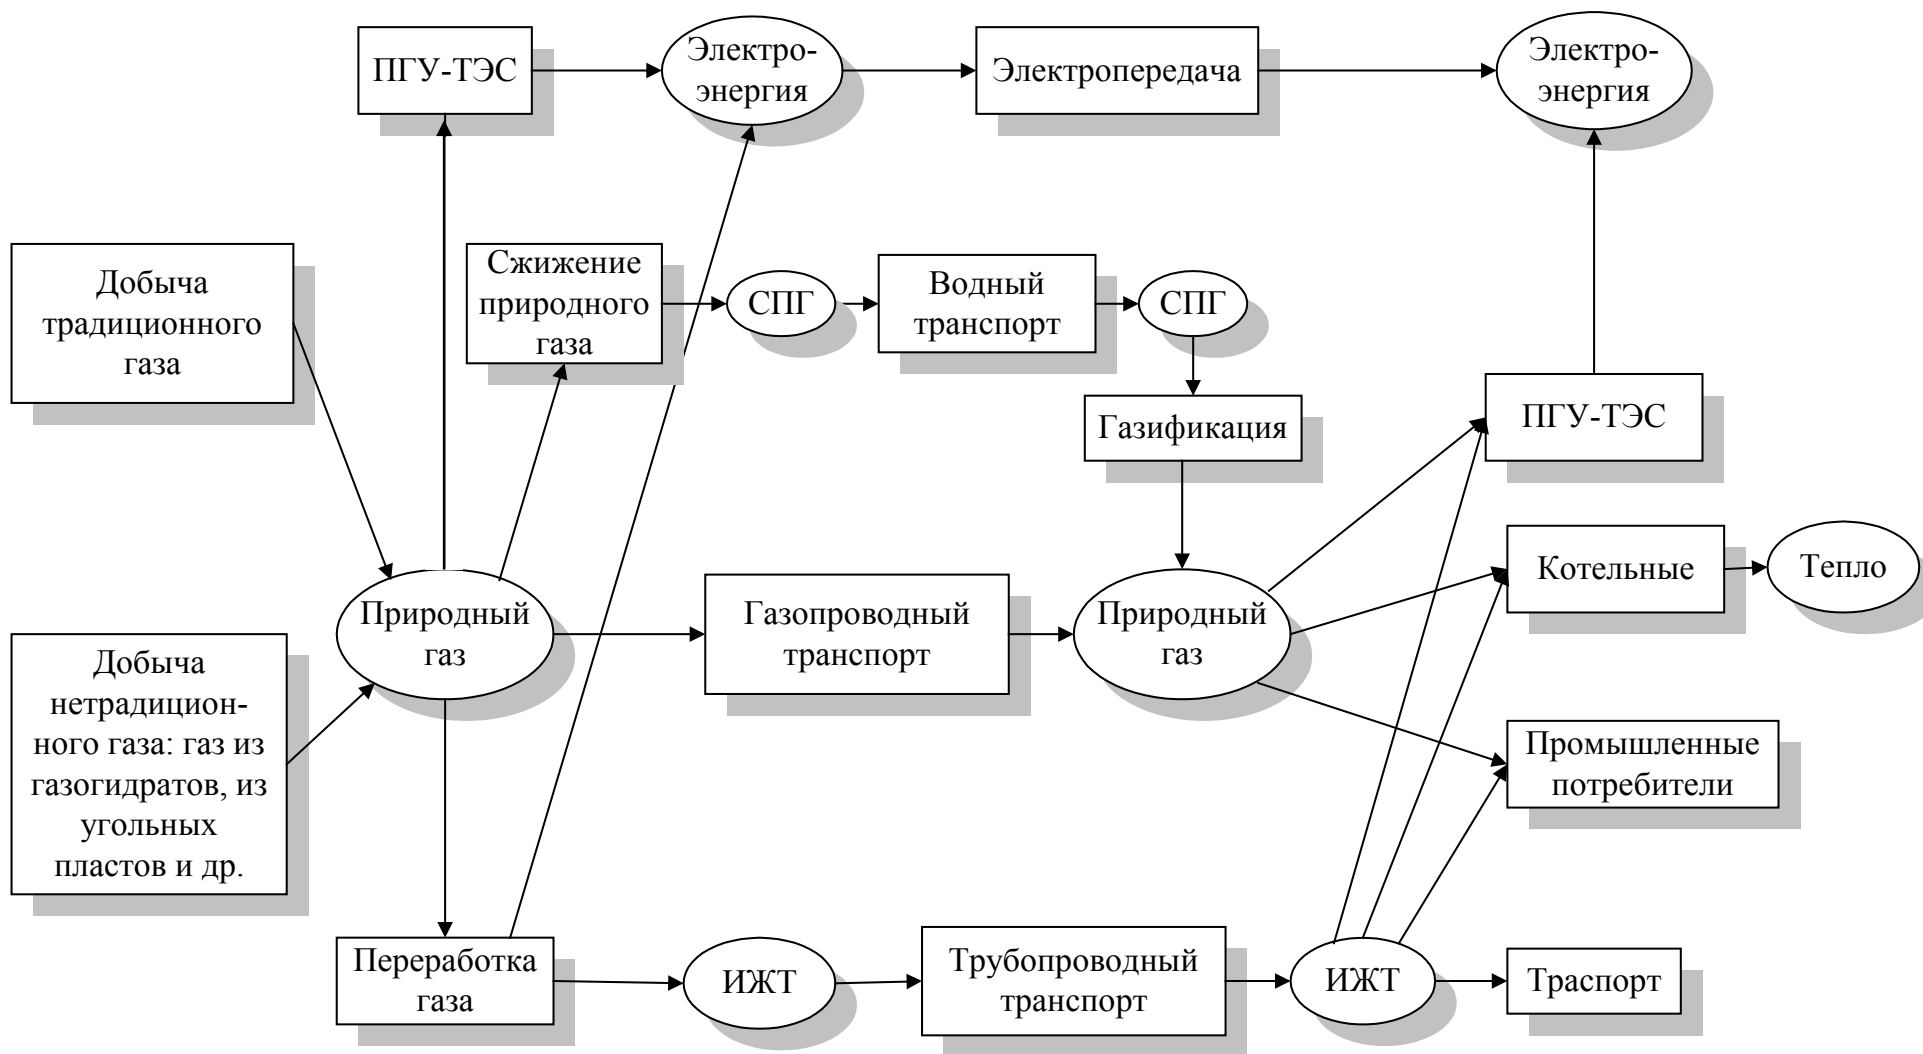 ПГУ-ТЭС
Электро-
энергия
Электропередача
Электро-
энергия
Добыча
традиционного
газа
Сжижение
природного
газа
СПГ
Водный
транспорт
СПГ
Газификация
ПГУ-ТЭС
Котельные
Тепло
Природный
газ
Газопроводный
транспорт
Природный
газ
Добыча
нетрадицион-
ного газа: газ из
газогидратов, из
угольных
пластов и др.
Промышленные
потребители
Переработка
газа
ИЖТ
Трубопроводный
транспорт
ИЖТ
Траспорт